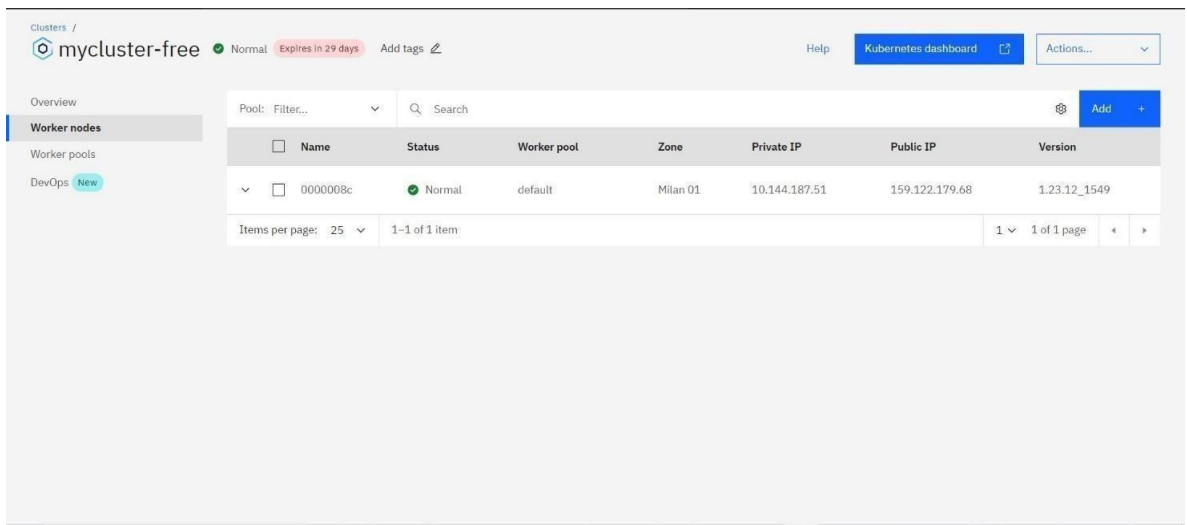 Clusters /
mycluster-free Normal Expires in 29 days Add tags Help Kubernetes dashboard Actions...
Overview
Worker nodes
Worker pools
DevOps New
Pool: Filter... Search Add +
Name Status Worker pool Zone Private IP Public IP Version
0000008c Normal default Milan 01 10.144.187.51 159.122.179.68 1.23.12_1549
Items per page: 25 1–1 of 1 item 1 1 of 1 page